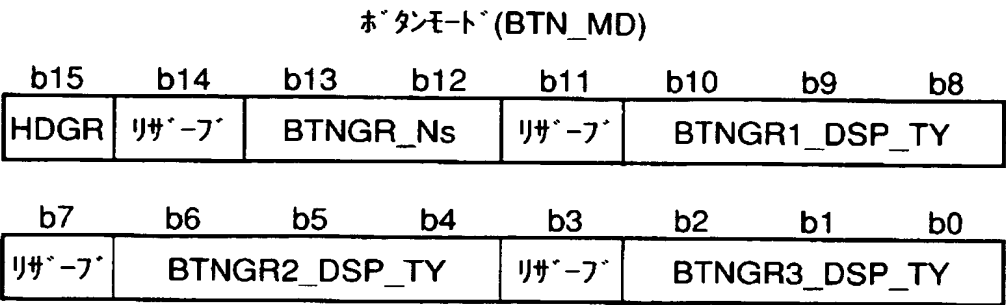 ﾎﾞﾀﾝﾓｰﾄﾞ(BTN_MD)
b15 b14 b13 b12 b11 b10 b9 b8
HDGR ﾘｻﾞｰﾌﾞ BTNGR_Ns ﾘｻﾞｰﾌﾞ BTNGR1_DSP_TY
b7 b6 b5 b4 b3 b2 b1 b0
ﾘｻﾞｰﾌﾞ BTNGR2_DSP_TY ﾘｻﾞｰﾌﾞ BTNGR3_DSP_TY